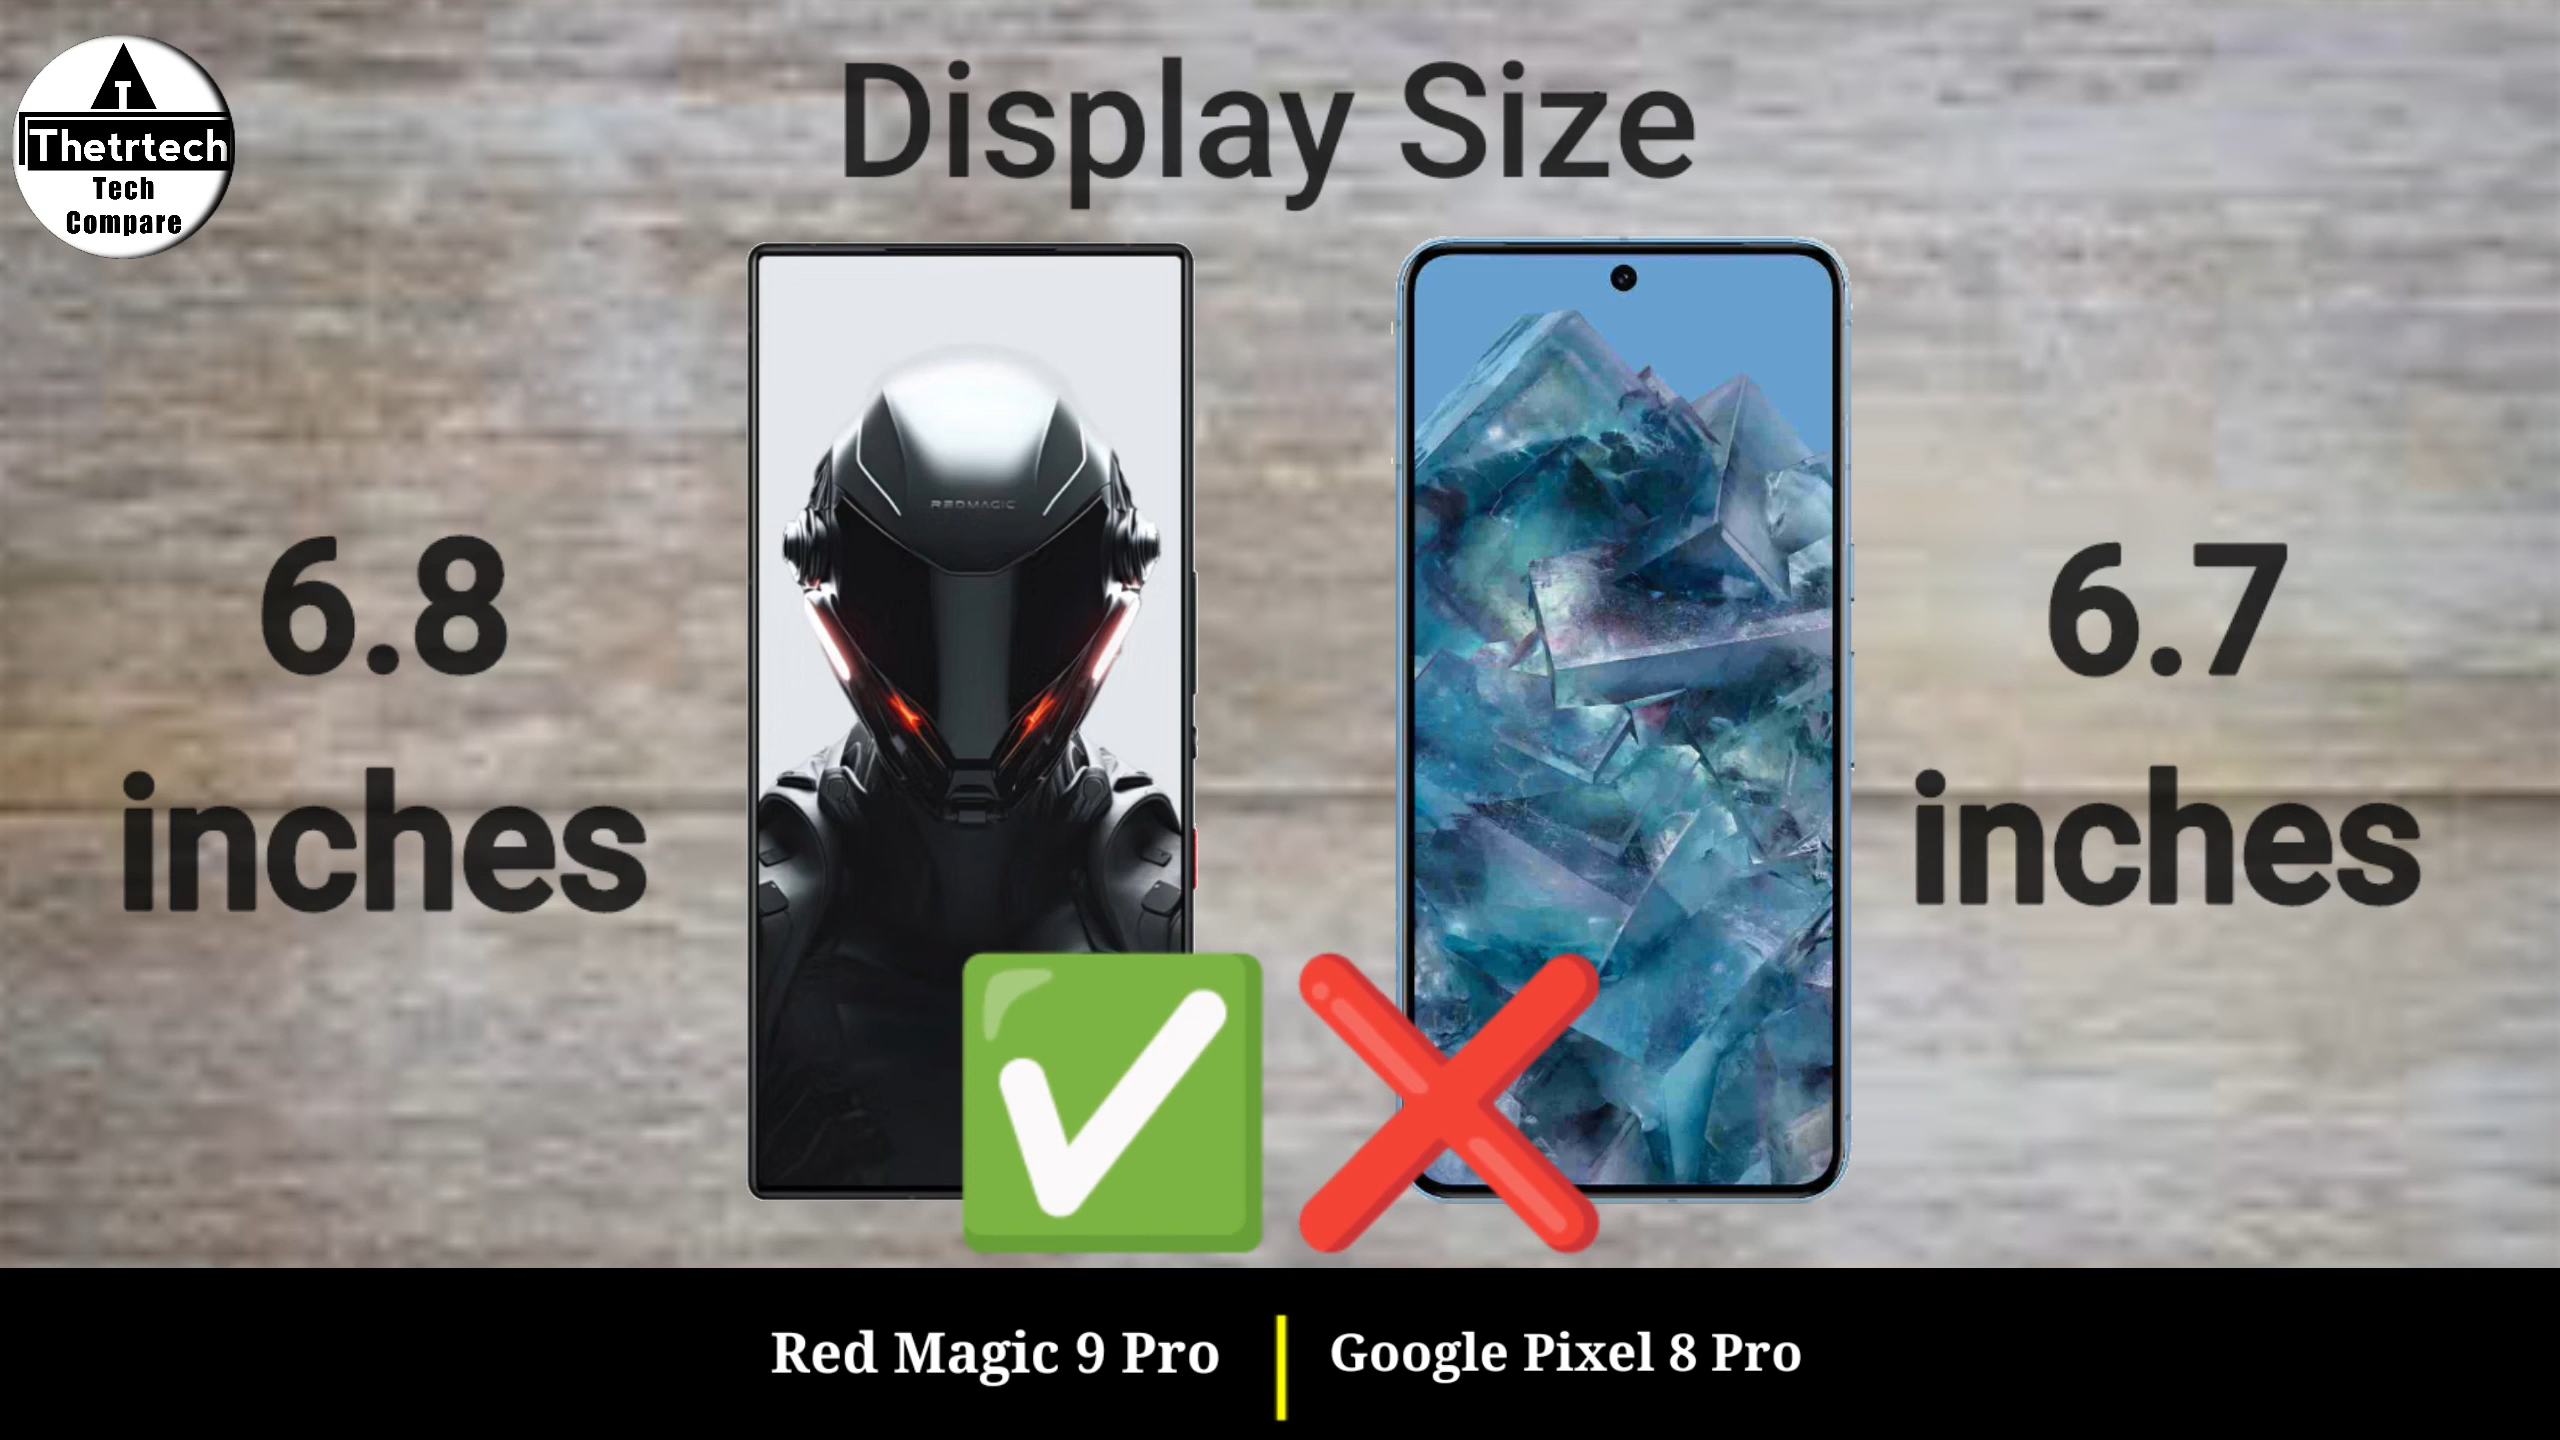 T
Thetrtech
Tech
Compare
Display Size
REDMAGIC
6.8
inches
6.7
inches
Red Magic 9 Pro
Google Pixel 8 Pro